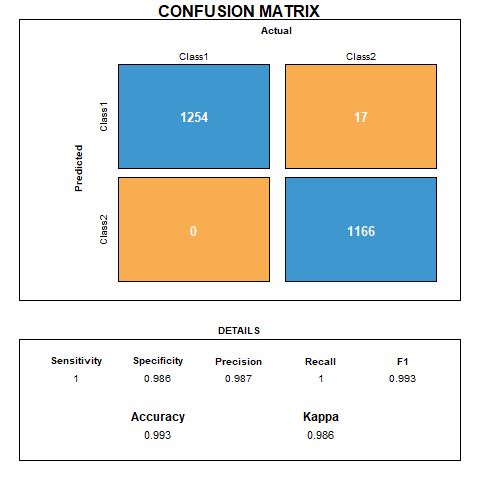 CONFUSION MATRIX
Actual
Class1 Class2
Predicted
Class1
1254 17
Class2
0 1166
DETAILS
Sensitivity Specificity Precision Recall F1
1 0.986 0.987 1 0.993
Accuracy Kappa
0.993 0.986